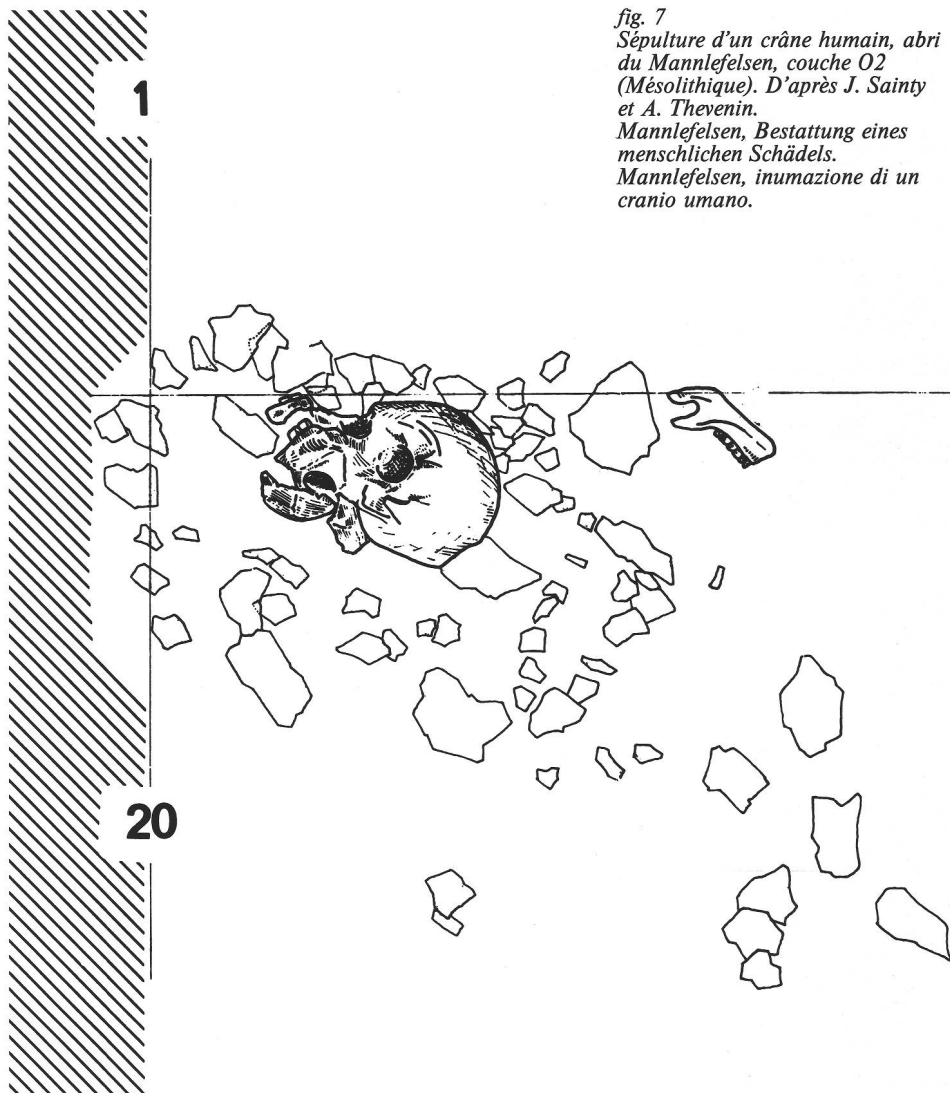 fig. 7
Sépulture d'un crâne humain, abri
du Mannlefelsen, couche O2
(Mésolithique). D'après J. Sainty
et A. Thevenin.
Mannlefelsen, Bestattung eines
menschlichen Schädels.
Mannlefelsen, inumazione di un
cranio umano.
1
20